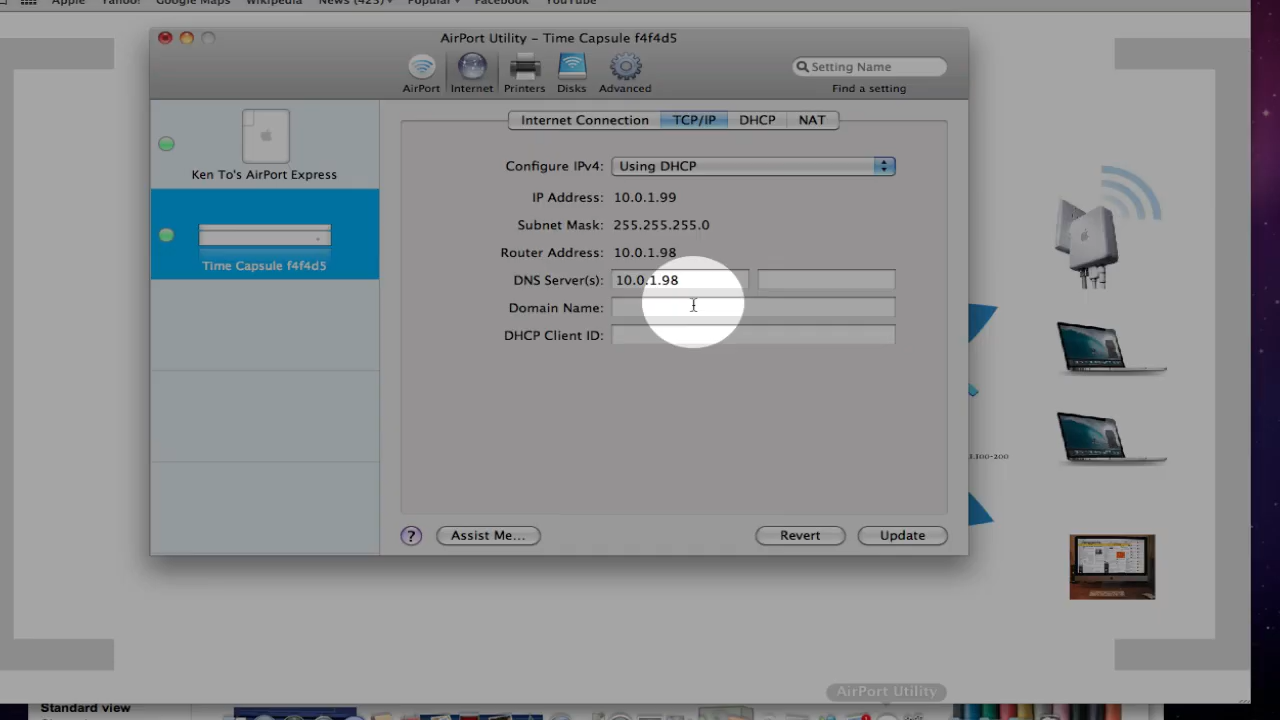 Apple Yahoo! Google Maps Wikipedia News (423) Popular Facebook YouTube
AirPort Utility – Time Capsule f4f4d5
Setting Name
AirPort Internet Printers Disks Advanced Find a setting
Internet Connection TCP/IP DHCP NAT
Ken To's AirPort Express
Time Capsule f4f4d5
Configure IPv4: Using DHCP
IP Address: 10.0.1.99
Subnet Mask: 255.255.255.0
Router Address: 10.0.1.98
DNS Server(s): 10.0.1.98
Domain Name:
DHCP Client ID:
.100-200
? Assist Me... Revert Update
AirPort Utility
Standard view